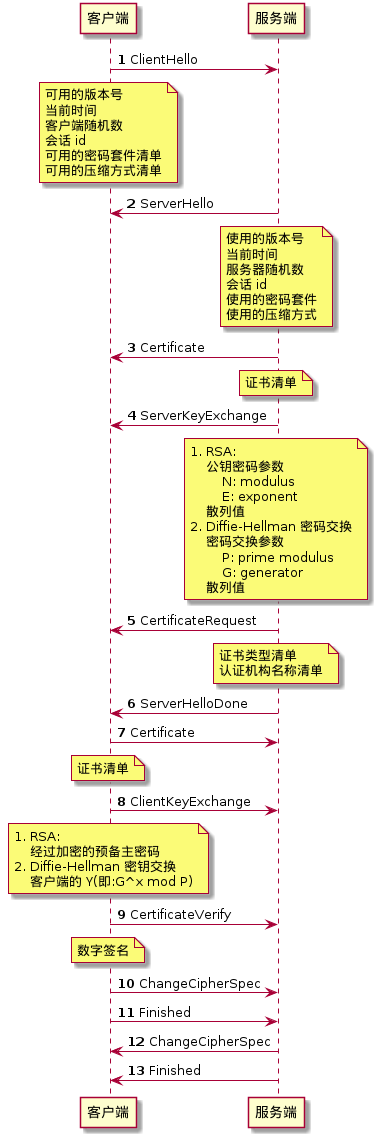 客户端 服务端
1 ClientHello
可用的版本号
当前时间
客户端随机数
会话 id
可用的密码套件清单
可用的压缩方式清单
2 ServerHello
使用的版本号
当前时间
服务器随机数
会话 id
使用的密码套件
使用的压缩方式
3 Certificate
证书清单
4 ServerKeyExchange
1. RSA:
公钥密码参数
N: modulus
E: exponent
散列值
2. Diffie-Hellman 密码交换
密码交换参数
P: prime modulus
G: generator
散列值
5 CertificateRequest
证书类型清单
认证机构名称清单
6 ServerHelloDone
7 Certificate
证书清单
8 ClientKeyExchange
1. RSA:
经过加密的预备主密码
2. Diffie-Hellman 密钥交换
客户端的 Y(即:G^x mod P)
9 CertificateVerify
数字签名
10 ChangeCipherSpec
11 Finished
12 ChangeCipherSpec
13 Finished
客户端 服务端